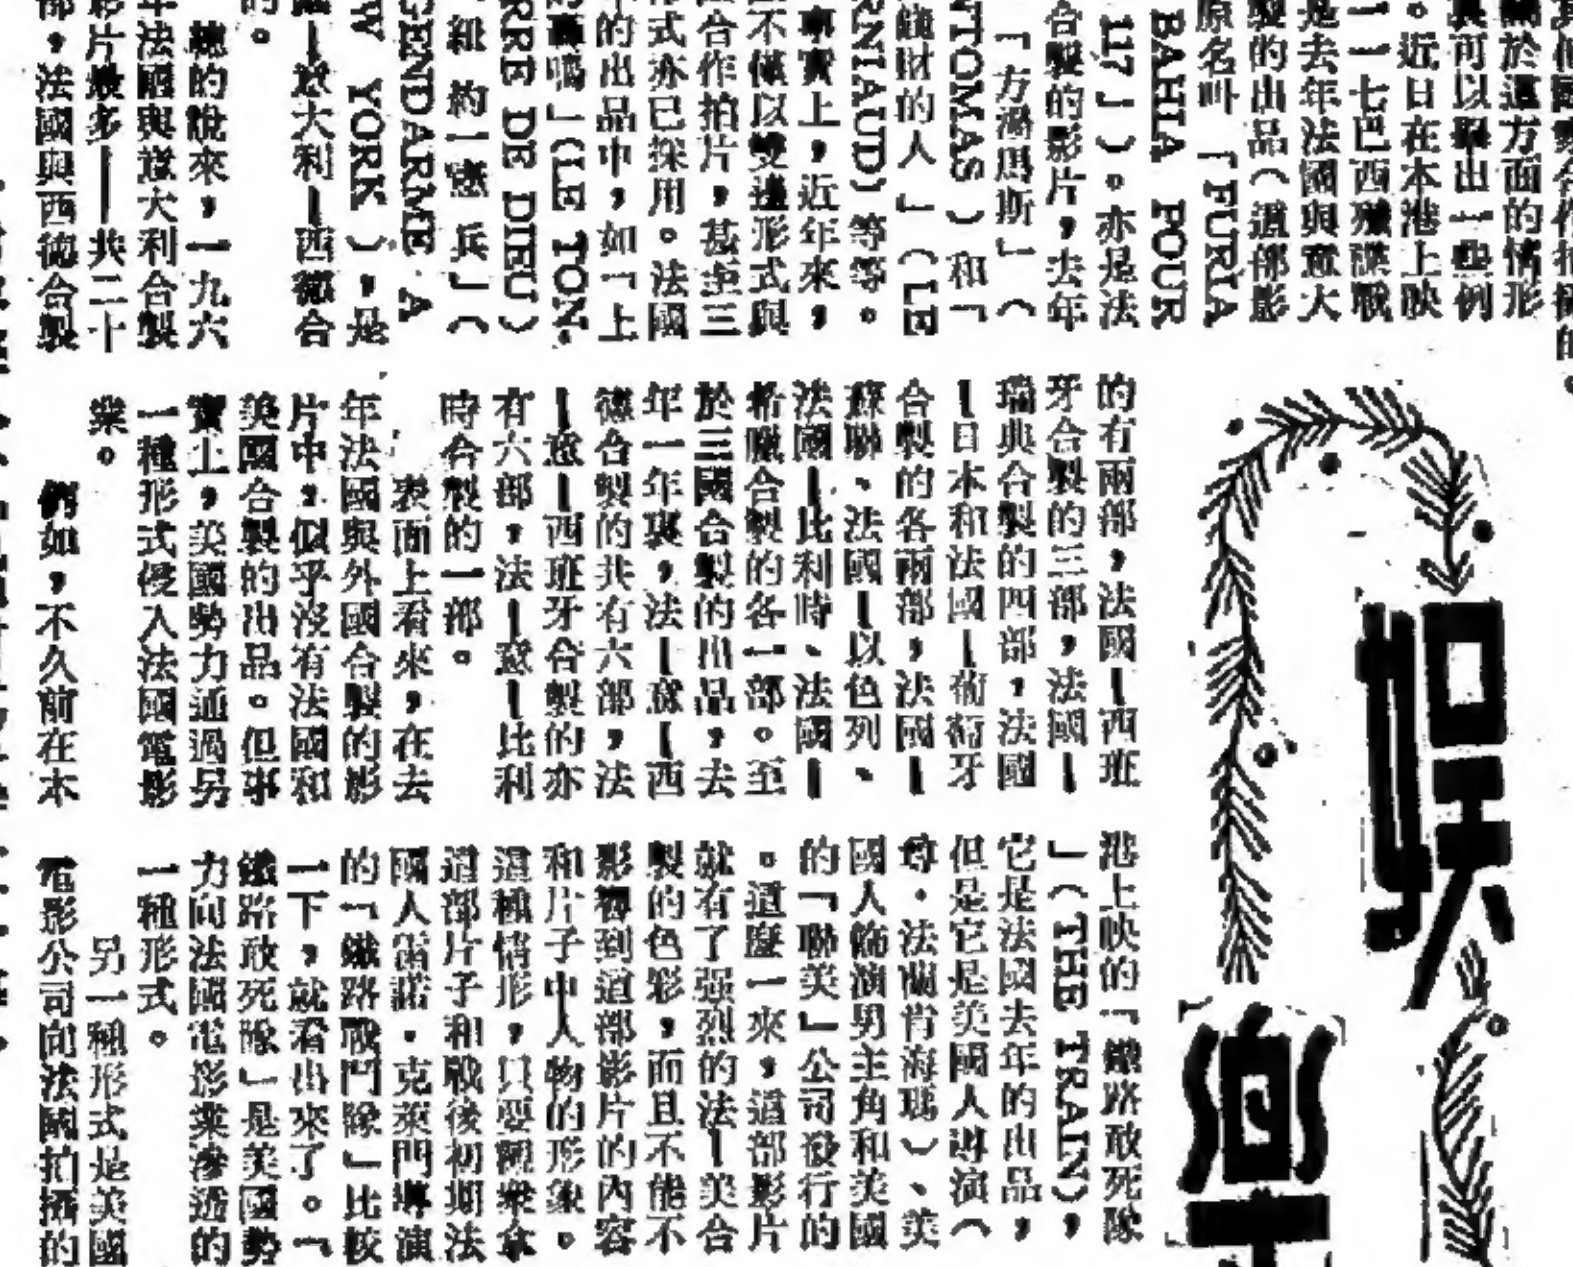 娛樂
合作拍攝的。
關於這方面的情形
可以舉出一些例
。近日在本港上映
一一七巴西殲諜戰
是去年法國與意大
製的出品(這部影
原名叫「FURIA
BAHIA POUR
117」)。亦是法
合製的影片,去年
「方濤馬斯」(
NTOMAS)和「
錢財的人」(LE
RNIAUD)等等。
事實上,近年來,
不僅以雙邊形式與
合作拍片,甚至三
形式亦已採用。法國
年的出品中,如「上
」(LE TON-
RRE DE DIEU)
「紐約一憲兵」(
GENDARME A
W YORK),是
國—意大利—西德合
的。
總的說來,一九六
年法國與意大利合製
影片最多——共二十
部,法國與西德合製
的有兩部,法國—西班
牙合製的三部,法國—
瑞典合製的四部,法國
—日本和法國—葡萄牙
合製的各兩部,法國—
蘇聯、法國—以色列、
法國—比利時、法國—
希臘合製的各一部。至
於三國合製的出品,去
年一年裏,法—意—西
德合製的共有六部,法
—意—西班牙合製的亦
有六部,法—意—比利
時合製的一部。
表面上看來,在去
年法國與外國合製的影
片中,似乎沒有法國和
美國合製的出品。但事
實上,美國勢力通過另
一種形式侵入法國電影
業。
例如,不久前在本
港上映的「鐵路敢死隊
」(THE TRAIN),
它是法國去年的出品,
但是它是美國人導演(
尊·法蘭肯海瑪)、美
國人飾演男主角和美國
的「聯美」公司發行的
。這麼一來,這部影片
就有了强烈的法—美合
製的色彩,而且不能不
影響到這部影片的內容
和片子中人物的形象。
這種情形,只要觀衆拿
這部片子和戰後初期法
國人雷諾·克萊門導演
的「鐵路戰鬥隊」比較
一下,就看出來了。「
鐵路敢死隊」是美國勢
力向法國電影業滲透的
一種形式。
另一種形式是美國
電影公司向法國拍攝的